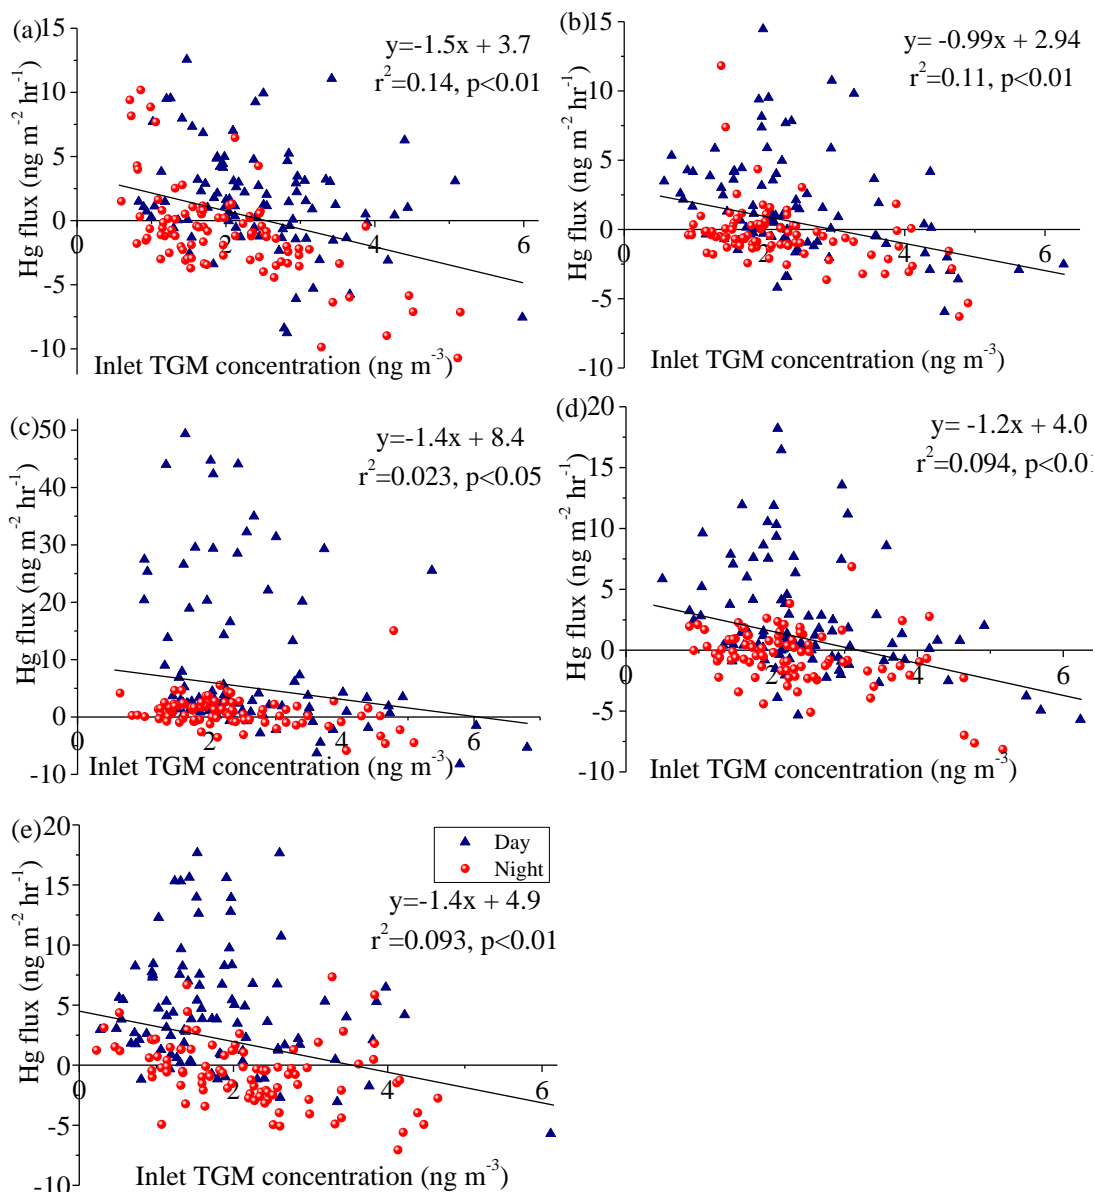 (a)
15
10
5
0
-5
-10
2
4
6
y=-1.5x + 3.7
r²=0.14, p<0.01
Hg flux (ng m⁻² hr⁻¹)
Inlet TGM concentration (ng m⁻³)
(b)
15
10
5
0
-5
-10
0
2
4
6
y= -0.99x + 2.94
r²=0.11, p<0.01
Hg flux (ng m⁻² hr⁻¹)
Inlet TGM concentration (ng m⁻³)
(c)
50
40
30
20
10
0
-10
0
2
4
6
y=-1.4x + 8.4
r²=0.023, p<0.05
Hg flux (ng m⁻² hr⁻¹)
Inlet TGM concentration (ng m⁻³)
(d)
20
15
10
5
0
-5
-10
0
2
4
6
y= -1.2x + 4.0
r²=0.094, p<0.01
Hg flux (ng m⁻² hr⁻¹)
Inlet TGM concentration (ng m⁻³)
(e)
20
15
10
5
0
-5
-10
0
2
4
6
Day
Night
y=-1.4x + 4.9
r²=0.093, p<0.01
Hg flux (ng m⁻² hr⁻¹)
Inlet TGM concentration (ng m⁻³)